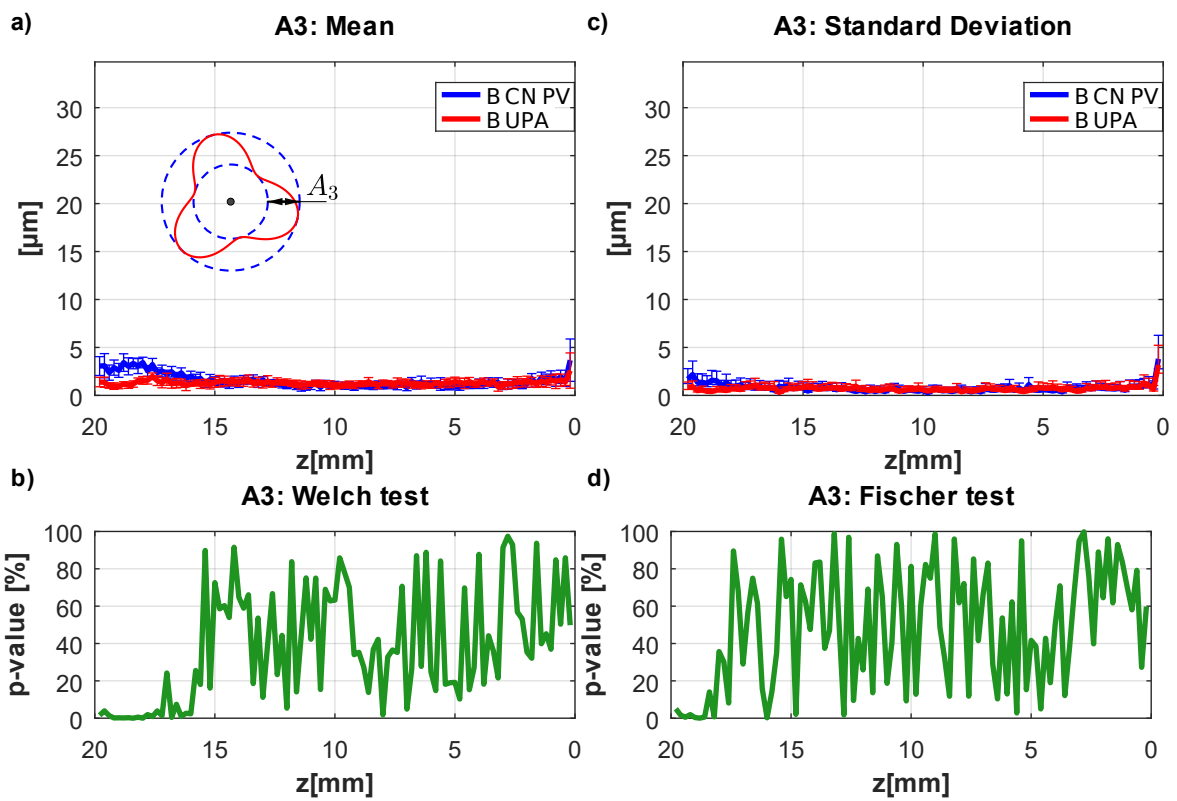 a)
A3: Mean
B CN PV
B UPA
A3
[µm]
30
25
20
15
10
5
0
20
15
10
5
0
z[mm]
c)
A3: Standard Deviation
B CN PV
B UPA
[µm]
30
25
20
15
10
5
0
20
15
10
5
0
z[mm]
b)
A3: Welch test
p-value [%]
100
80
60
40
20
0
20
15
10
5
0
z[mm]
d)
A3: Fischer test
p-value [%]
100
80
60
40
20
0
20
15
10
5
0
z[mm]